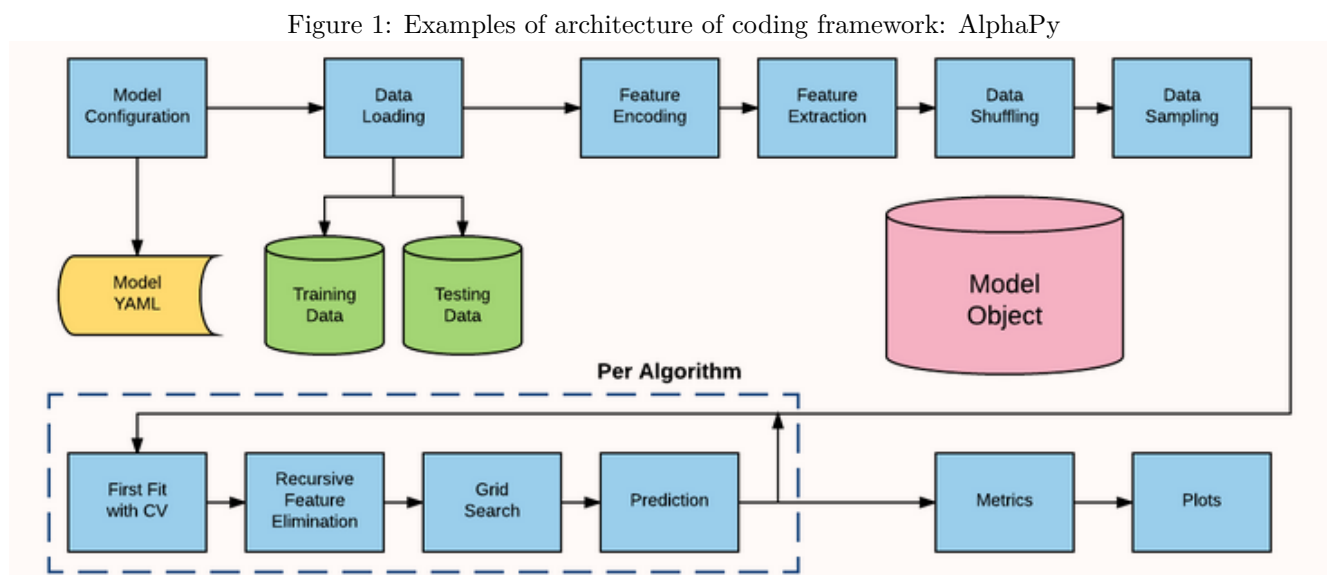 Figure 1: Examples of architecture of coding framework: AlphaPy
Model
Configuration
Data
Loading
Feature
Encoding
Feature
Extraction
Data
Shuffling
Data
Sampling
Model
YAML
Training
Data
Testing
Data
Model
Object
Per Algorithm
First Fit
with CV
Recursive
Feature
Elimination
Grid
Search
Prediction
Metrics
Plots